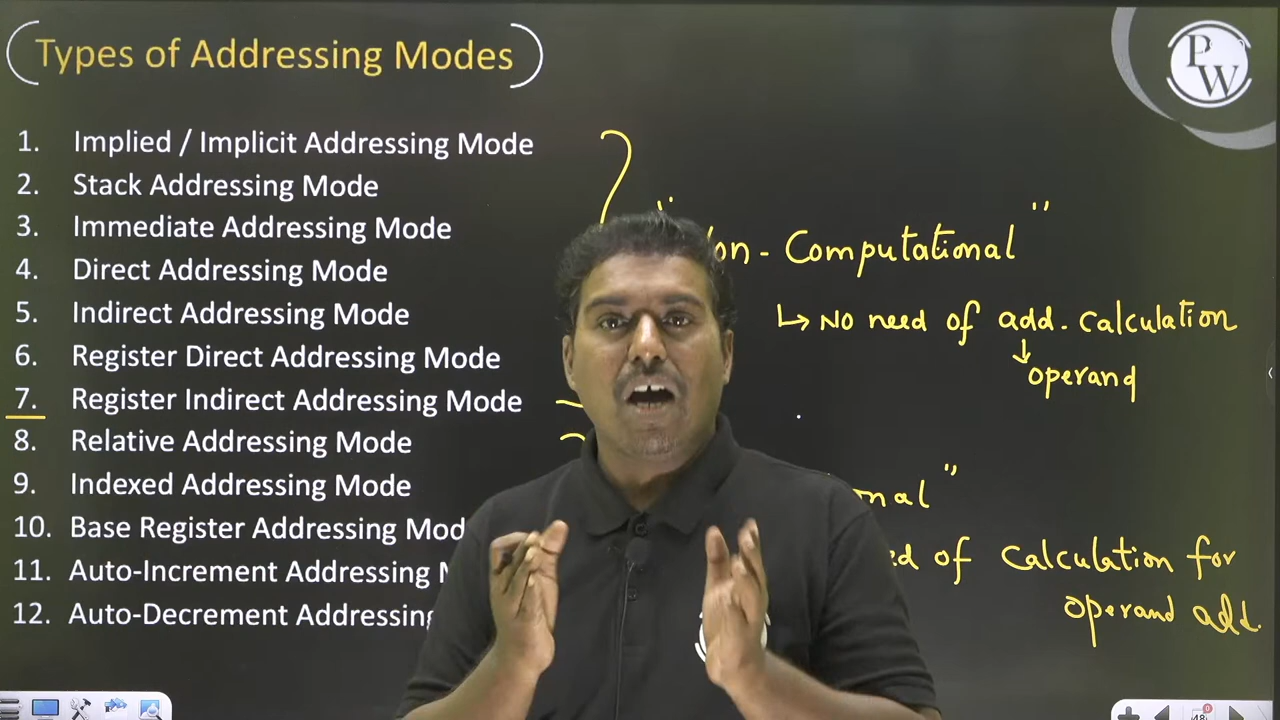 Types of Addressing Modes
PW
1. Implied / Implicit Addressing Mode
2. Stack Addressing Mode
3. Immediate Addressing Mode
4. Direct Addressing Mode
5. Indirect Addressing Mode
6. Register Direct Addressing Mode
7. Register Indirect Addressing Mode
8. Relative Addressing Mode
9. Indexed Addressing Mode
10. Base Register Addressing Mod
11. Auto-Increment Addressing
12. Auto-Decrement Addressing
"on - Computational"
↳ No need of add. calculation
↓
operand
onal"
ed of calculation for
operand add.
48